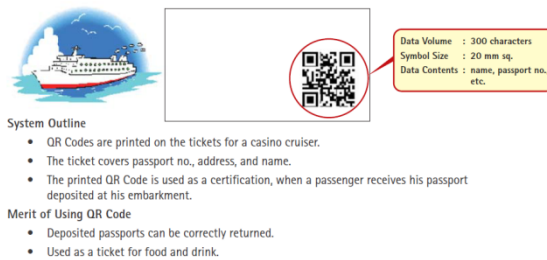 Data Volume : 300 characters
Symbol Size : 20 mm sq.
Data Contents : name, passport no.
etc.
System Outline
• QR Codes are printed on the tickets for a casino cruiser.
• The ticket covers passport no., address, and name.
• The printed QR Code is used as a certification, when a passenger receives his passport
deposited at his embarkment.
Merit of Using QR Code
• Deposited passports can be correctly returned.
• Used as a ticket for food and drink.